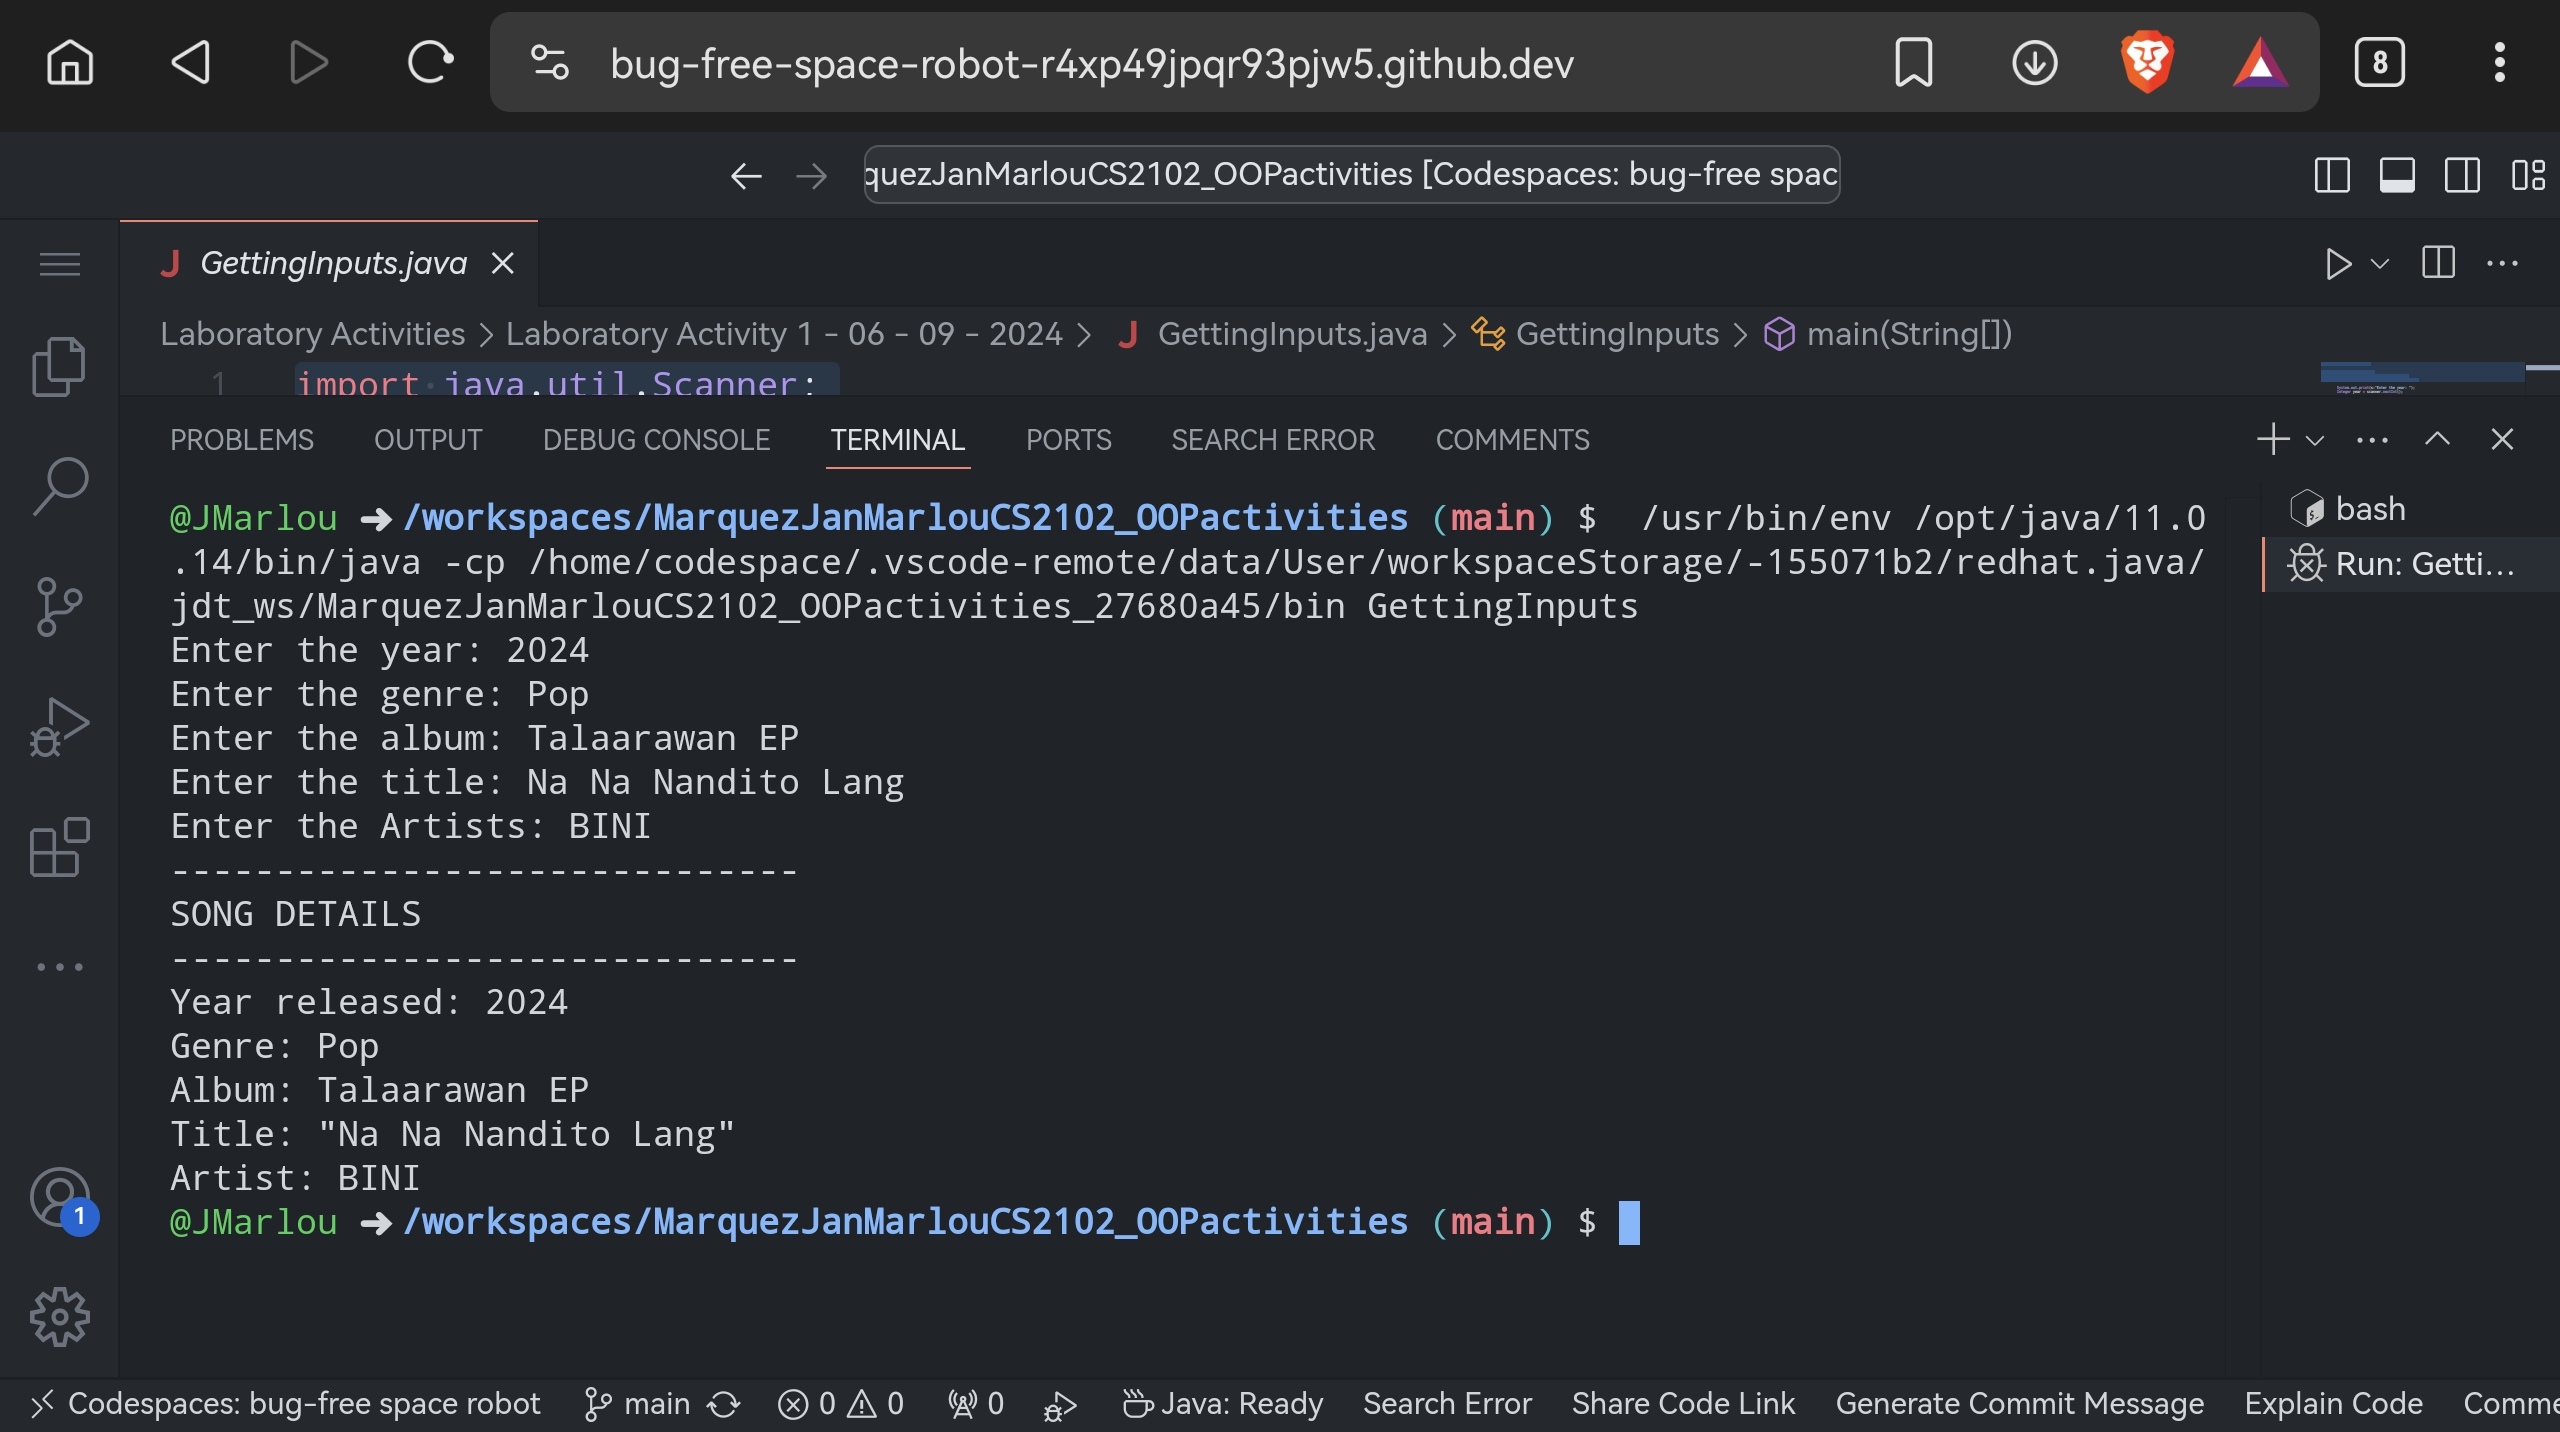 bug-free-space-robot-r4xp49jpqr93pjw5.github.dev
8
quezJanMarlouCS2102_OOPactivities [Codespaces: bug-free spac
GettingInputs.java
Laboratory Activities > Laboratory Activity 1 - 06 - 09 - 2024 > J GettingInputs.java > GettingInputs > main(String[])
1 import java.util.Scanner;
PROBLEMS OUTPUT DEBUG CONSOLE TERMINAL PORTS SEARCH ERROR COMMENTS
@JMarlou ➜ /workspaces/MarquezJanMarlouCS2102_OOPactivities (main) $  /usr/bin/env /opt/java/11.0
.14/bin/java -cp /home/codespace/.vscode-remote/data/User/workspaceStorage/-155071b2/redhat.java/
jdt_ws/MarquezJanMarlouCS2102_OOPactivities_27680a45/bin GettingInputs
Enter the year: 2024
Enter the genre: Pop
Enter the album: Talaarawan EP
Enter the title: Na Na Nandito Lang
Enter the Artists: BINI
------------------------------
SONG DETAILS
------------------------------
Year released: 2024
Genre: Pop
Album: Talaarawan EP
Title: "Na Na Nandito Lang"
Artist: BINI
@JMarlou ➜ /workspaces/MarquezJanMarlouCS2102_OOPactivities (main) $
bash
Run: Getti...
1
Codespaces: bug-free space robot main 0 0 0 Java: Ready Search Error Share Code Link Generate Commit Message Explain Code Comme